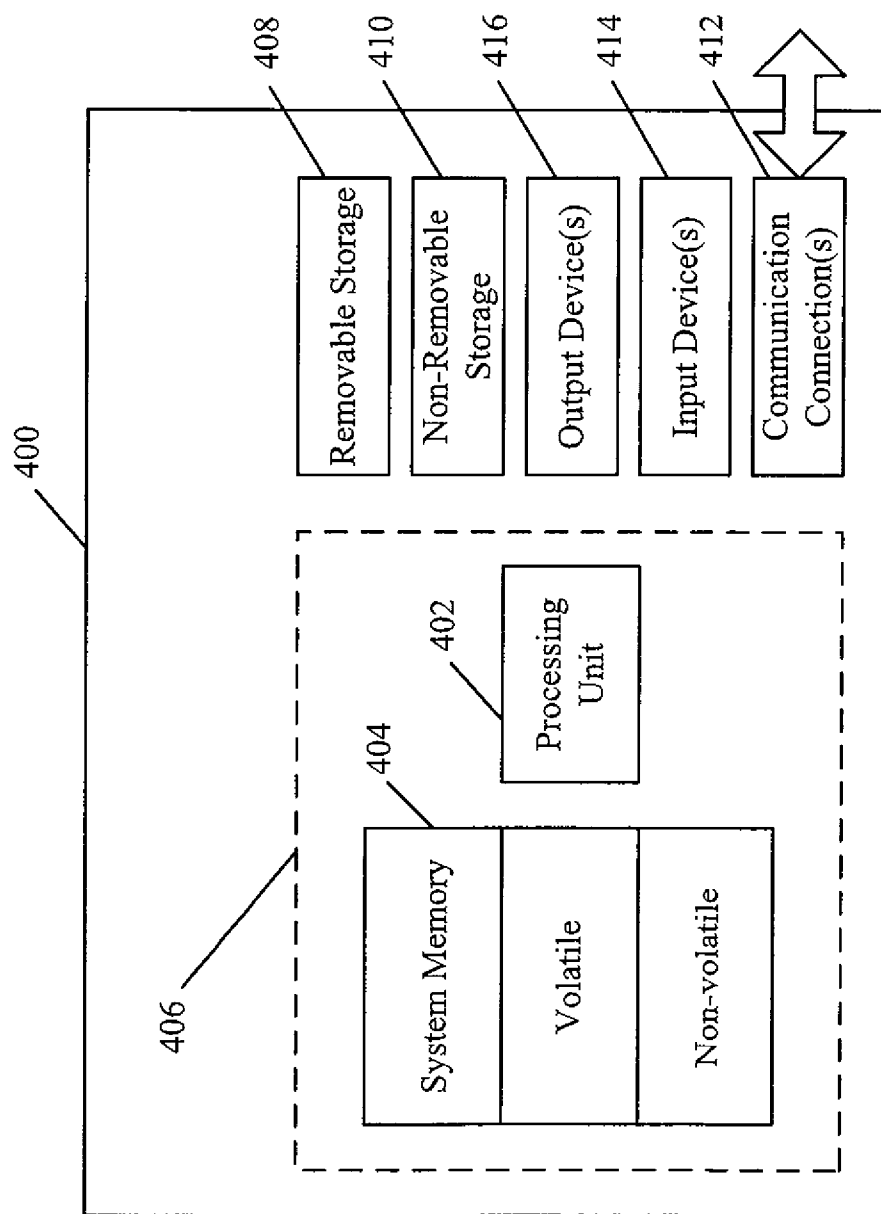 400
406
404
System Memory
Volatile
Non-volatile
402
Processing
Unit
Removable Storage
408
Non-Removable
Storage
410
Output Device(s)
416
Input Device(s)
414
Communication
Connection(s)
412